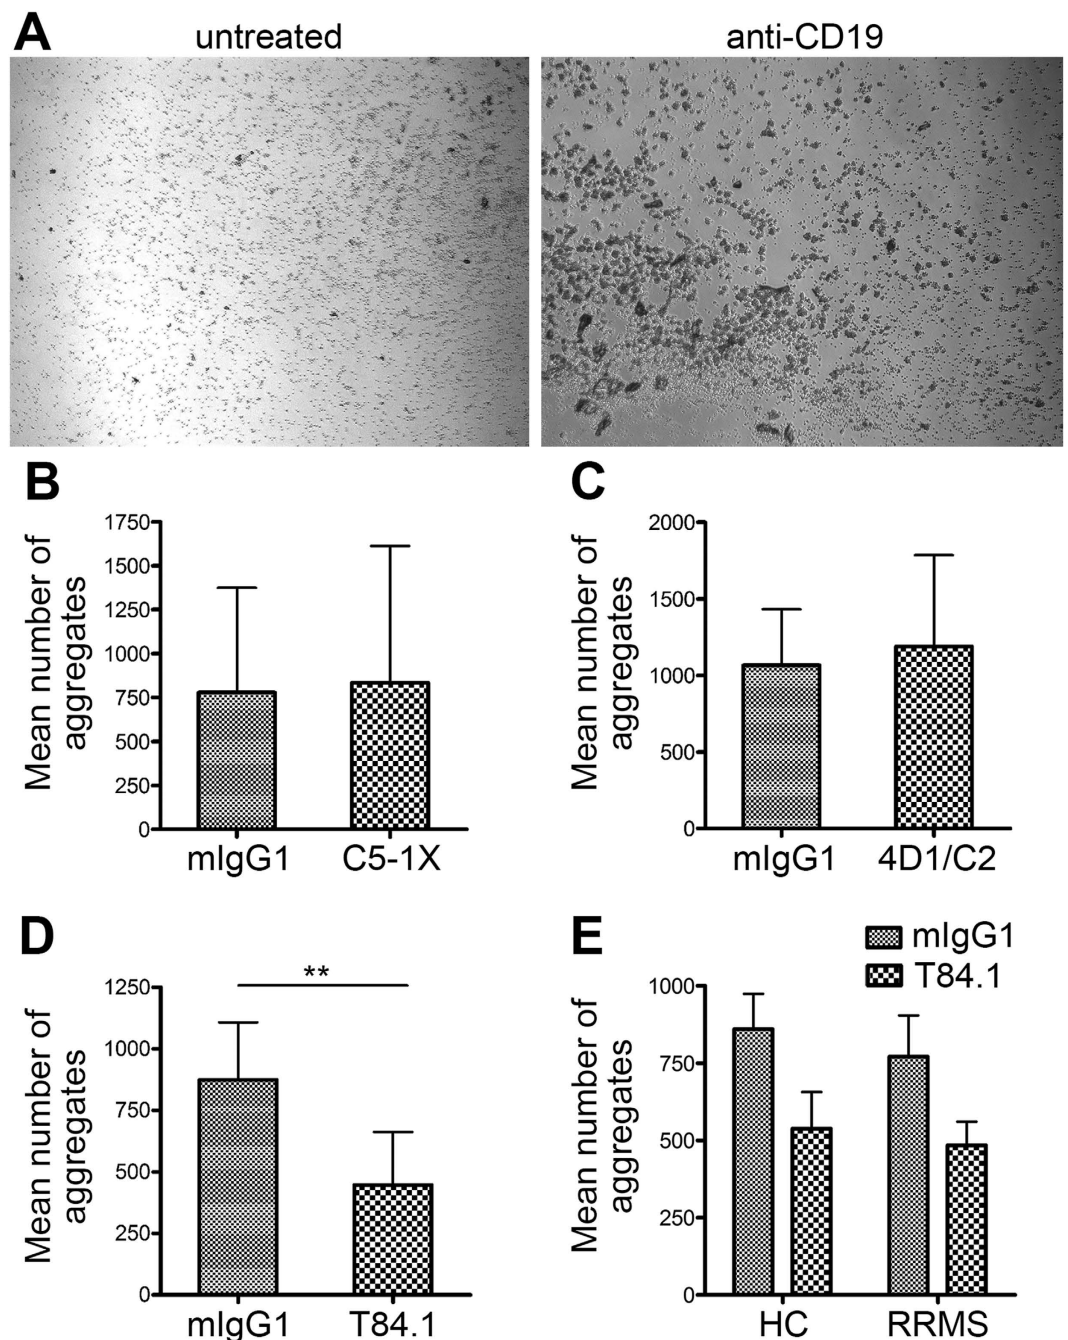 A
untreated
anti-CD19
B
Mean number of
aggregates
1750
1500
1250
1000
750
500
250
0
mIgG1
C5-1X
C
Mean number of
aggregates
2000
1500
1000
500
0
mIgG1
4D1/C2
D
Mean number of
aggregates
**
1250
1000
750
500
250
0
mIgG1
T84.1
E
mIgG1
T84.1
Mean number of
aggregates
1000
750
500
250
0
HC
RRMS